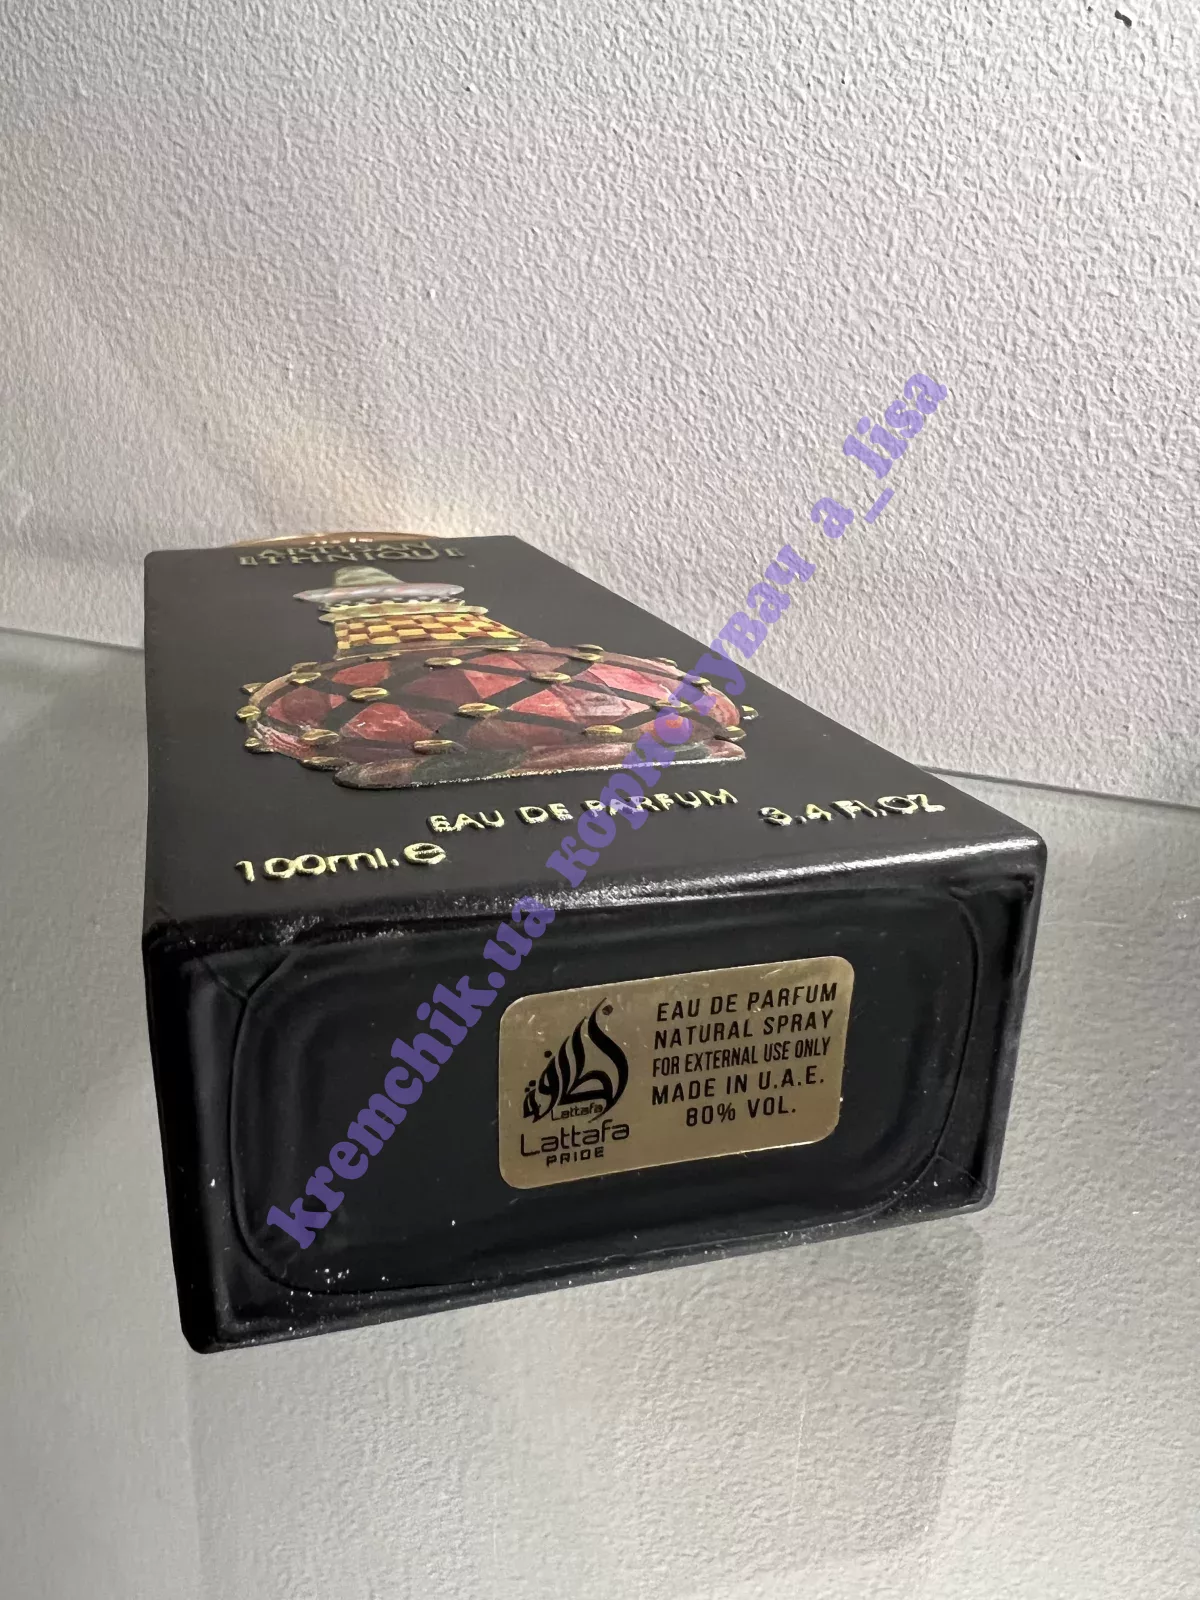 ARTISAN
ETHNIQUE
EAU DE PARFUM
100ml. ℮
3.4 Fl.OZ
لطافة
Lattafa
Lattafa
PRIDE
EAU DE PARFUM
NATURAL SPRAY
FOR EXTERNAL USE ONLY
MADE IN U.A.E.
80% VOL.
kremchik.ua користувач a_lisa